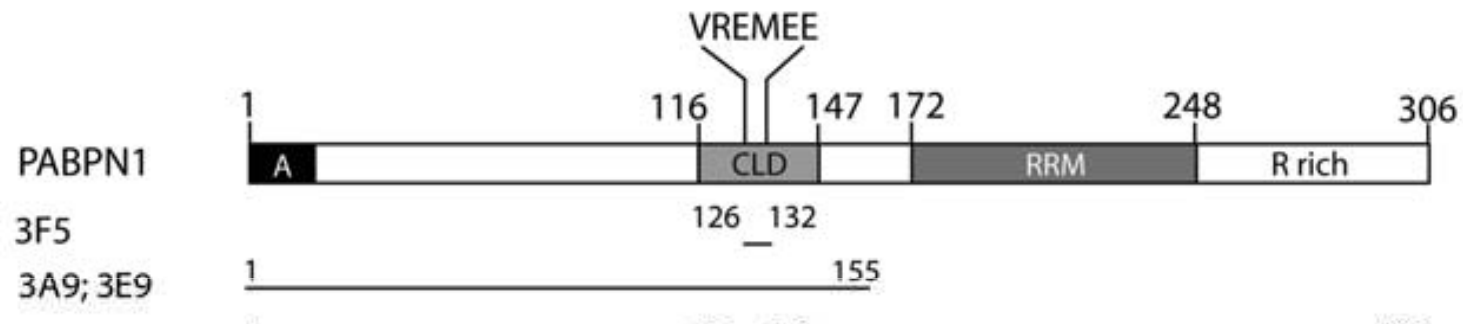 VREMEE
1 116 147 172 248 306
PABPN1 A CLD RRM R rich
126 132
3F5
1 155
3A9; 3E9